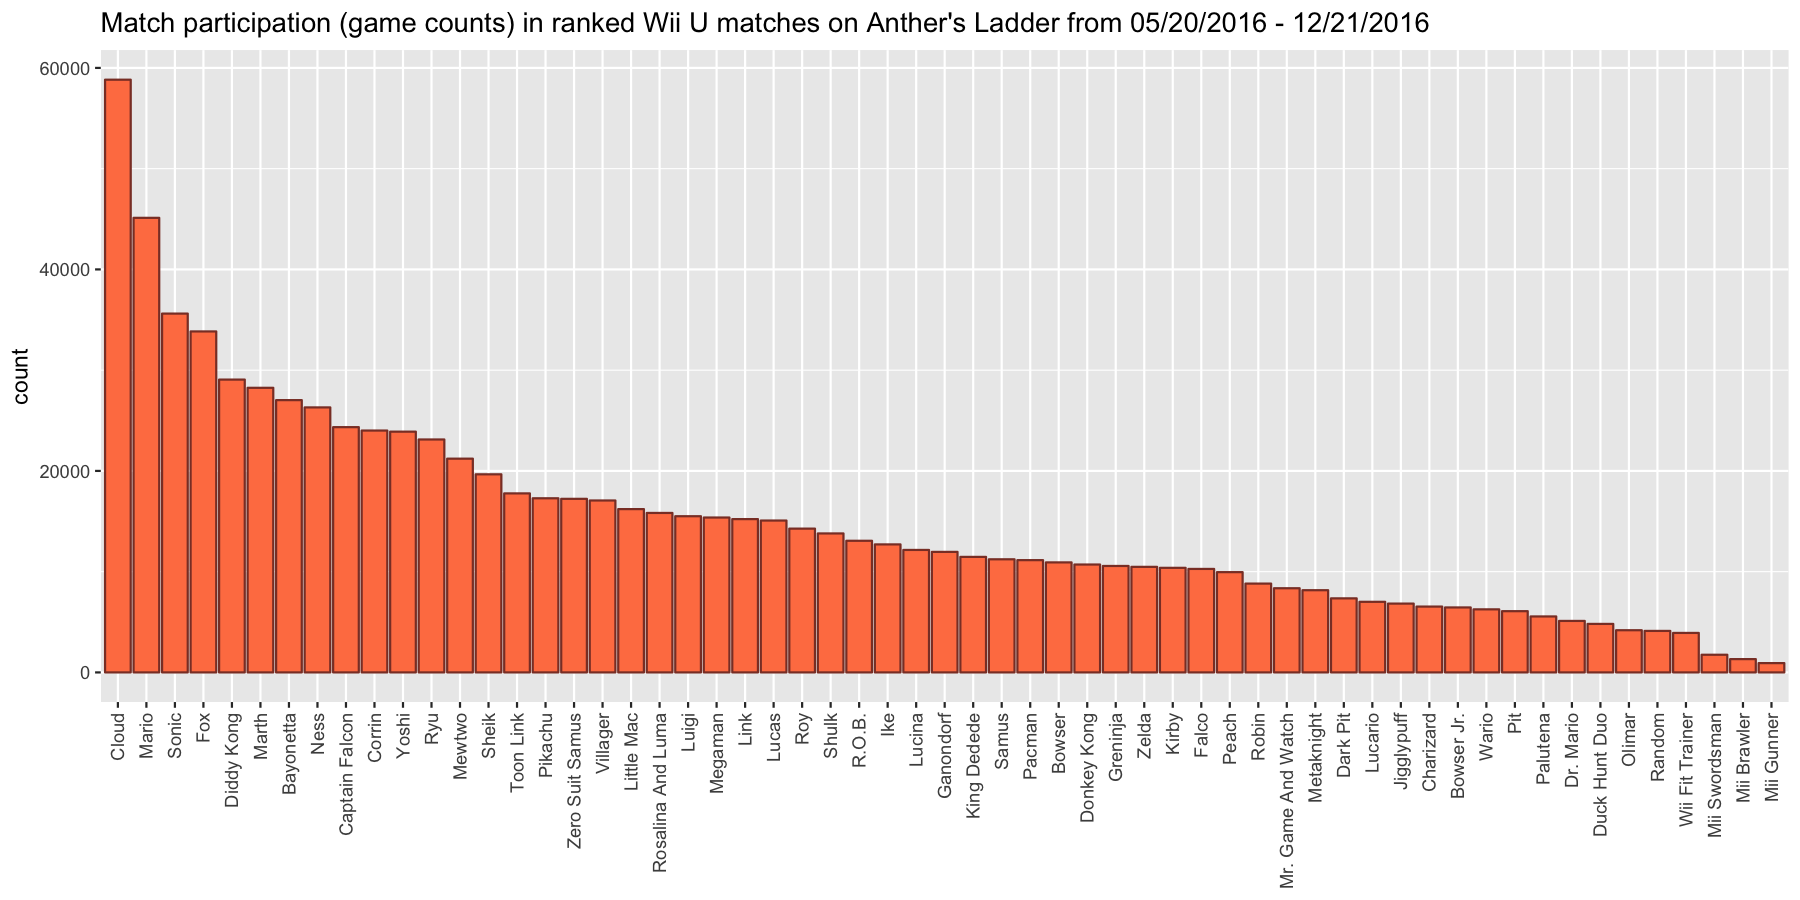 Match participation (game counts) in ranked Wii U matches on Anther's Ladder from 05/20/2016 - 12/21/2016
count
60000
40000
20000
0
Cloud
Mario
Sonic
Fox
Diddy Kong
Marth
Bayonetta
Ness
Captain Falcon
Corrin
Yoshi
Ryu
Mewtwo
Sheik
Toon Link
Pikachu
Zero Suit Samus
Villager
Little Mac
Rosalina And Luma
Luigi
Megaman
Link
Lucas
Roy
Shulk
R.O.B.
Ike
Lucina
Ganondorf
King Dedede
Samus
Pacman
Bowser
Donkey Kong
Greninja
Zelda
Kirby
Falco
Peach
Robin
Mr. Game And Watch
Metaknight
Dark Pit
Lucario
Jigglypuff
Charizard
Bowser Jr.
Wario
Pit
Palutena
Dr. Mario
Duck Hunt Duo
Olimar
Random
Wii Fit Trainer
Mii Swordsman
Mii Brawler
Mii Gunner